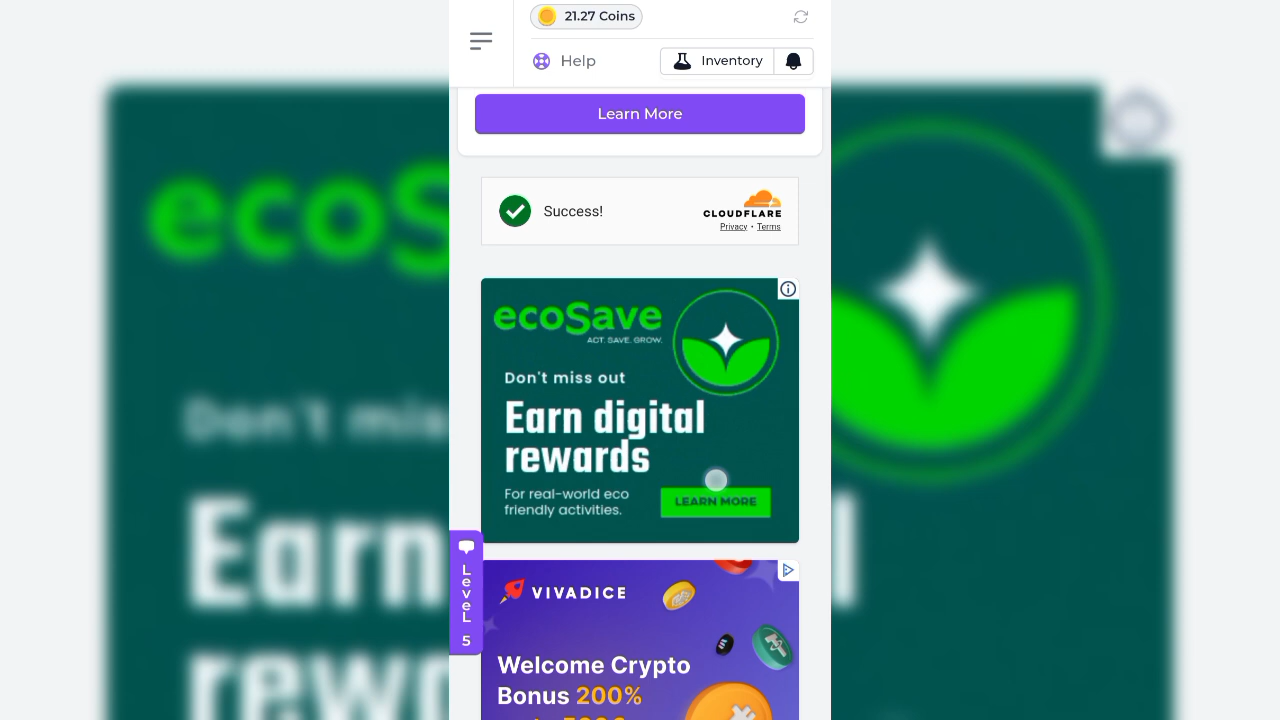 21.27 Coins
Help
Inventory
Learn More
Success!
CLOUDFLARE
Privacy • Terms
ecoSave
ACT. SAVE. GROW.
Don't miss out
Earn digital
rewards
For real-world eco
friendly activities.
LEARN MORE
LeveL 5
VIVADICE
Welcome Crypto
Bonus 200%